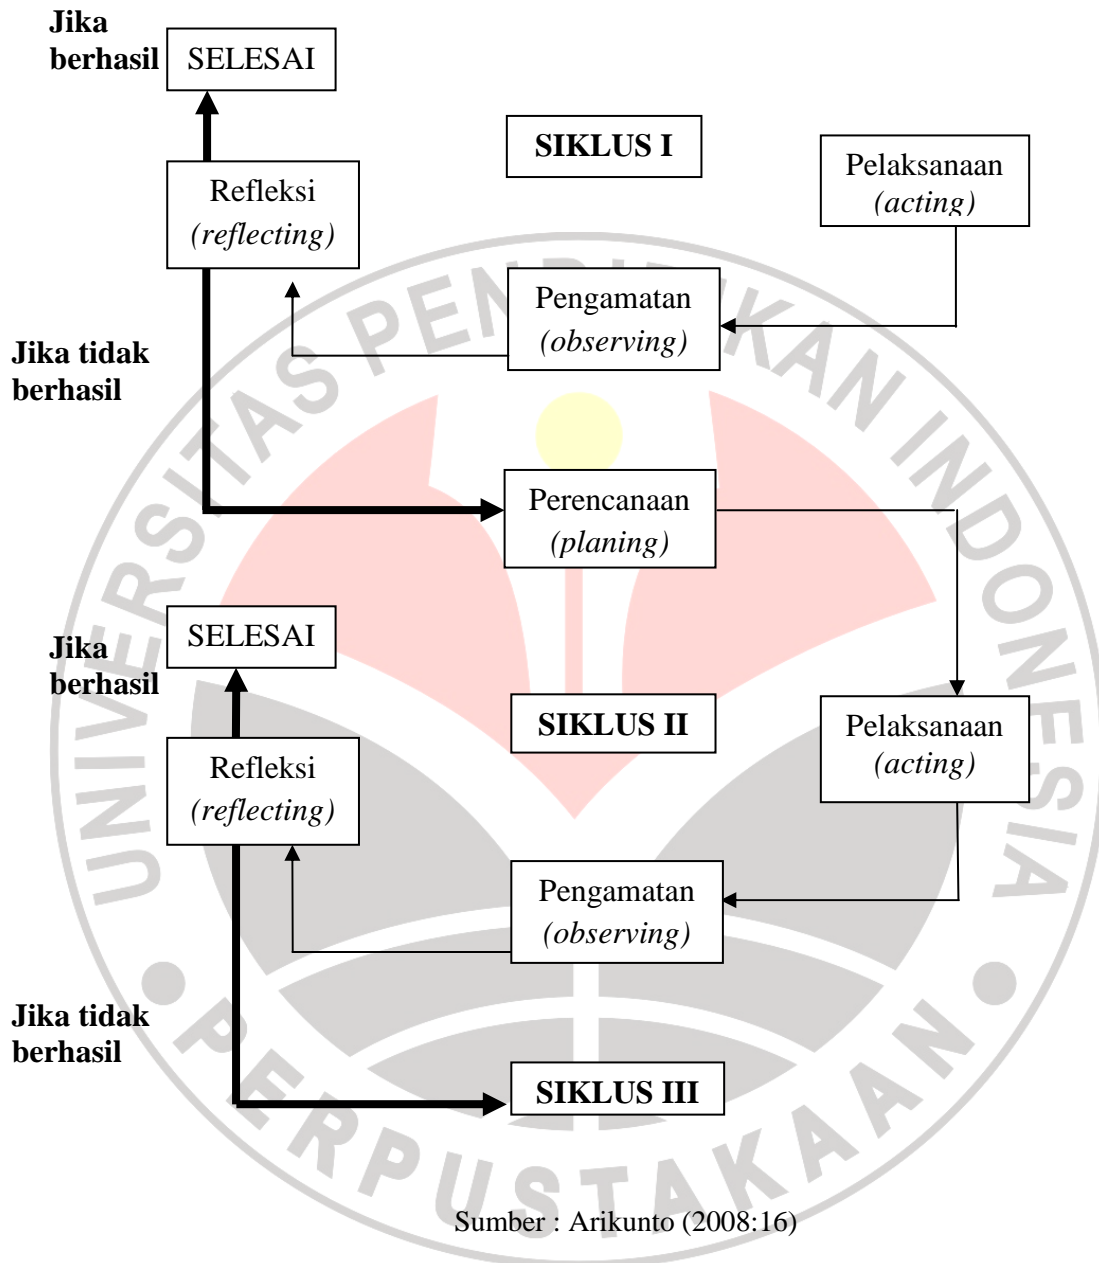 Jika
berhasil
SELESAI
SIKLUS I
Pelaksanaan
(acting)
Refleksi
(reflecting)
Pengamatan
(observing)
Jika tidak
berhasil
Perencanaan
(planing)
SELESAI
Jika
berhasil
SIKLUS II
Pelaksanaan
(acting)
Refleksi
(reflecting)
Pengamatan
(observing)
Jika tidak
berhasil
SIKLUS III
Sumber : Arikunto (2008:16)
UNIVERSITAS PENDIDIKAN INDONESIA
PERPUSTAKAAN